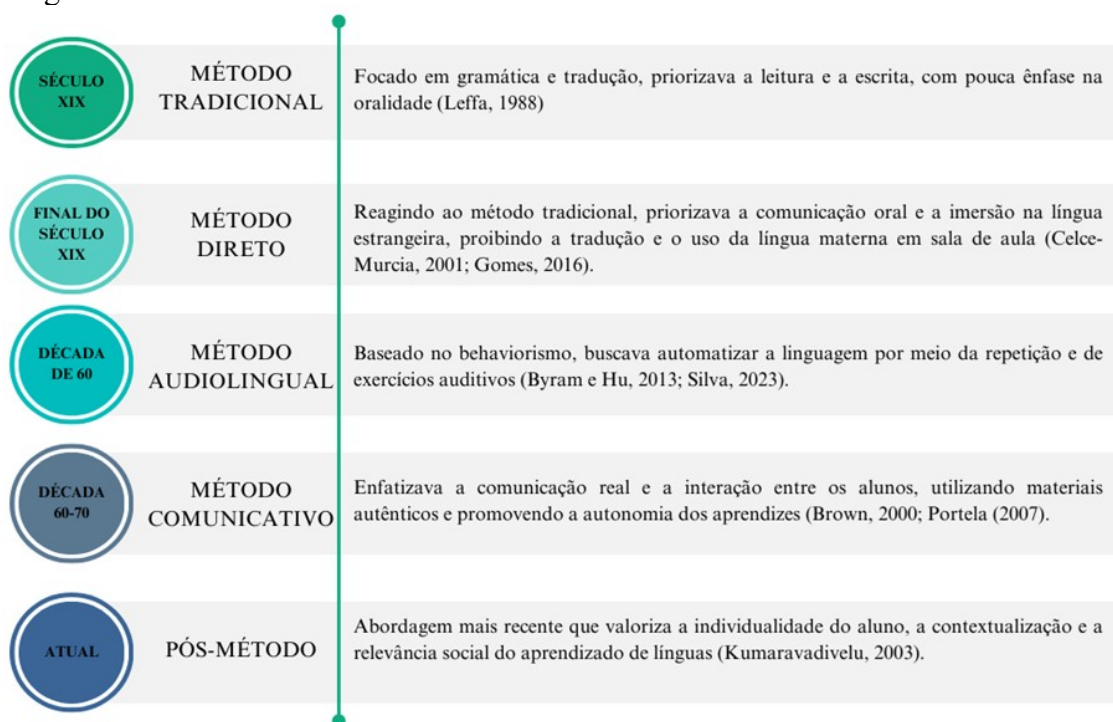 SÉCULO
XIX
MÉTODO
TRADICIONAL
Focado em gramática e tradução, priorizava a leitura e a escrita, com pouca ênfase na
oralidade (Leffa, 1988)
FINAL DO
SÉCULO
XIX
MÉTODO
DIRETO
Reagindo ao método tradicional, priorizava a comunicação oral e a imersão na língua
estrangeira, proibindo a tradução e o uso da língua materna em sala de aula (Celce-
Murcia, 2001; Gomes, 2016).
DÉCADA
DE 60
MÉTODO
AUDIOLINGUAL
Baseado no behaviorismo, buscava automatizar a linguagem por meio da repetição e de
exercícios auditivos (Byram e Hu, 2013; Silva, 2023).
DÉCADA
60-70
MÉTODO
COMUNICATIVO
Enfatizava a comunicação real e a interação entre os alunos, utilizando materiais
autênticos e promovendo a autonomia dos aprendizes (Brown, 2000; Portela (2007).
ATUAL
PÓS-MÉTODO
Abordagem mais recente que valoriza a individualidade do aluno, a contextualização e a
relevância social do aprendizado de línguas (Kumaravadivelu, 2003).